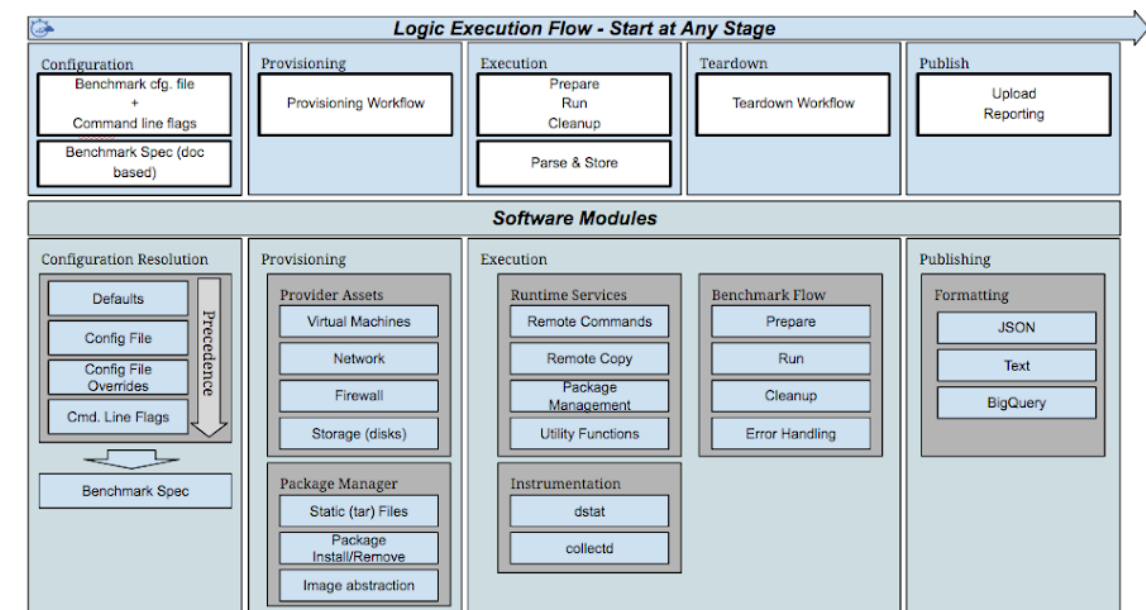 Logic Execution Flow - Start at Any Stage
Configuration
Benchmark cfg. file
+
Command line flags
Benchmark Spec (doc
based)
Provisioning
Provisioning Workflow
Execution
Prepare
Run
Cleanup
Parse & Store
Teardown
Teardown Workflow
Publish
Upload
Reporting
Software Modules
Configuration Resolution
Defaults
Config File
Config File
Overrides
Cmd. Line Flags
Precedence
Benchmark Spec
Provisioning
Provider Assets
Virtual Machines
Network
Firewall
Storage (disks)
Package Manager
Static (tar) Files
Package
Install/Remove
Image abstraction
Execution
Runtime Services
Remote Commands
Remote Copy
Package
Management
Utility Functions
Instrumentation
dstat
collectd
Benchmark Flow
Prepare
Run
Cleanup
Error Handling
Publishing
Formatting
JSON
Text
BigQuery